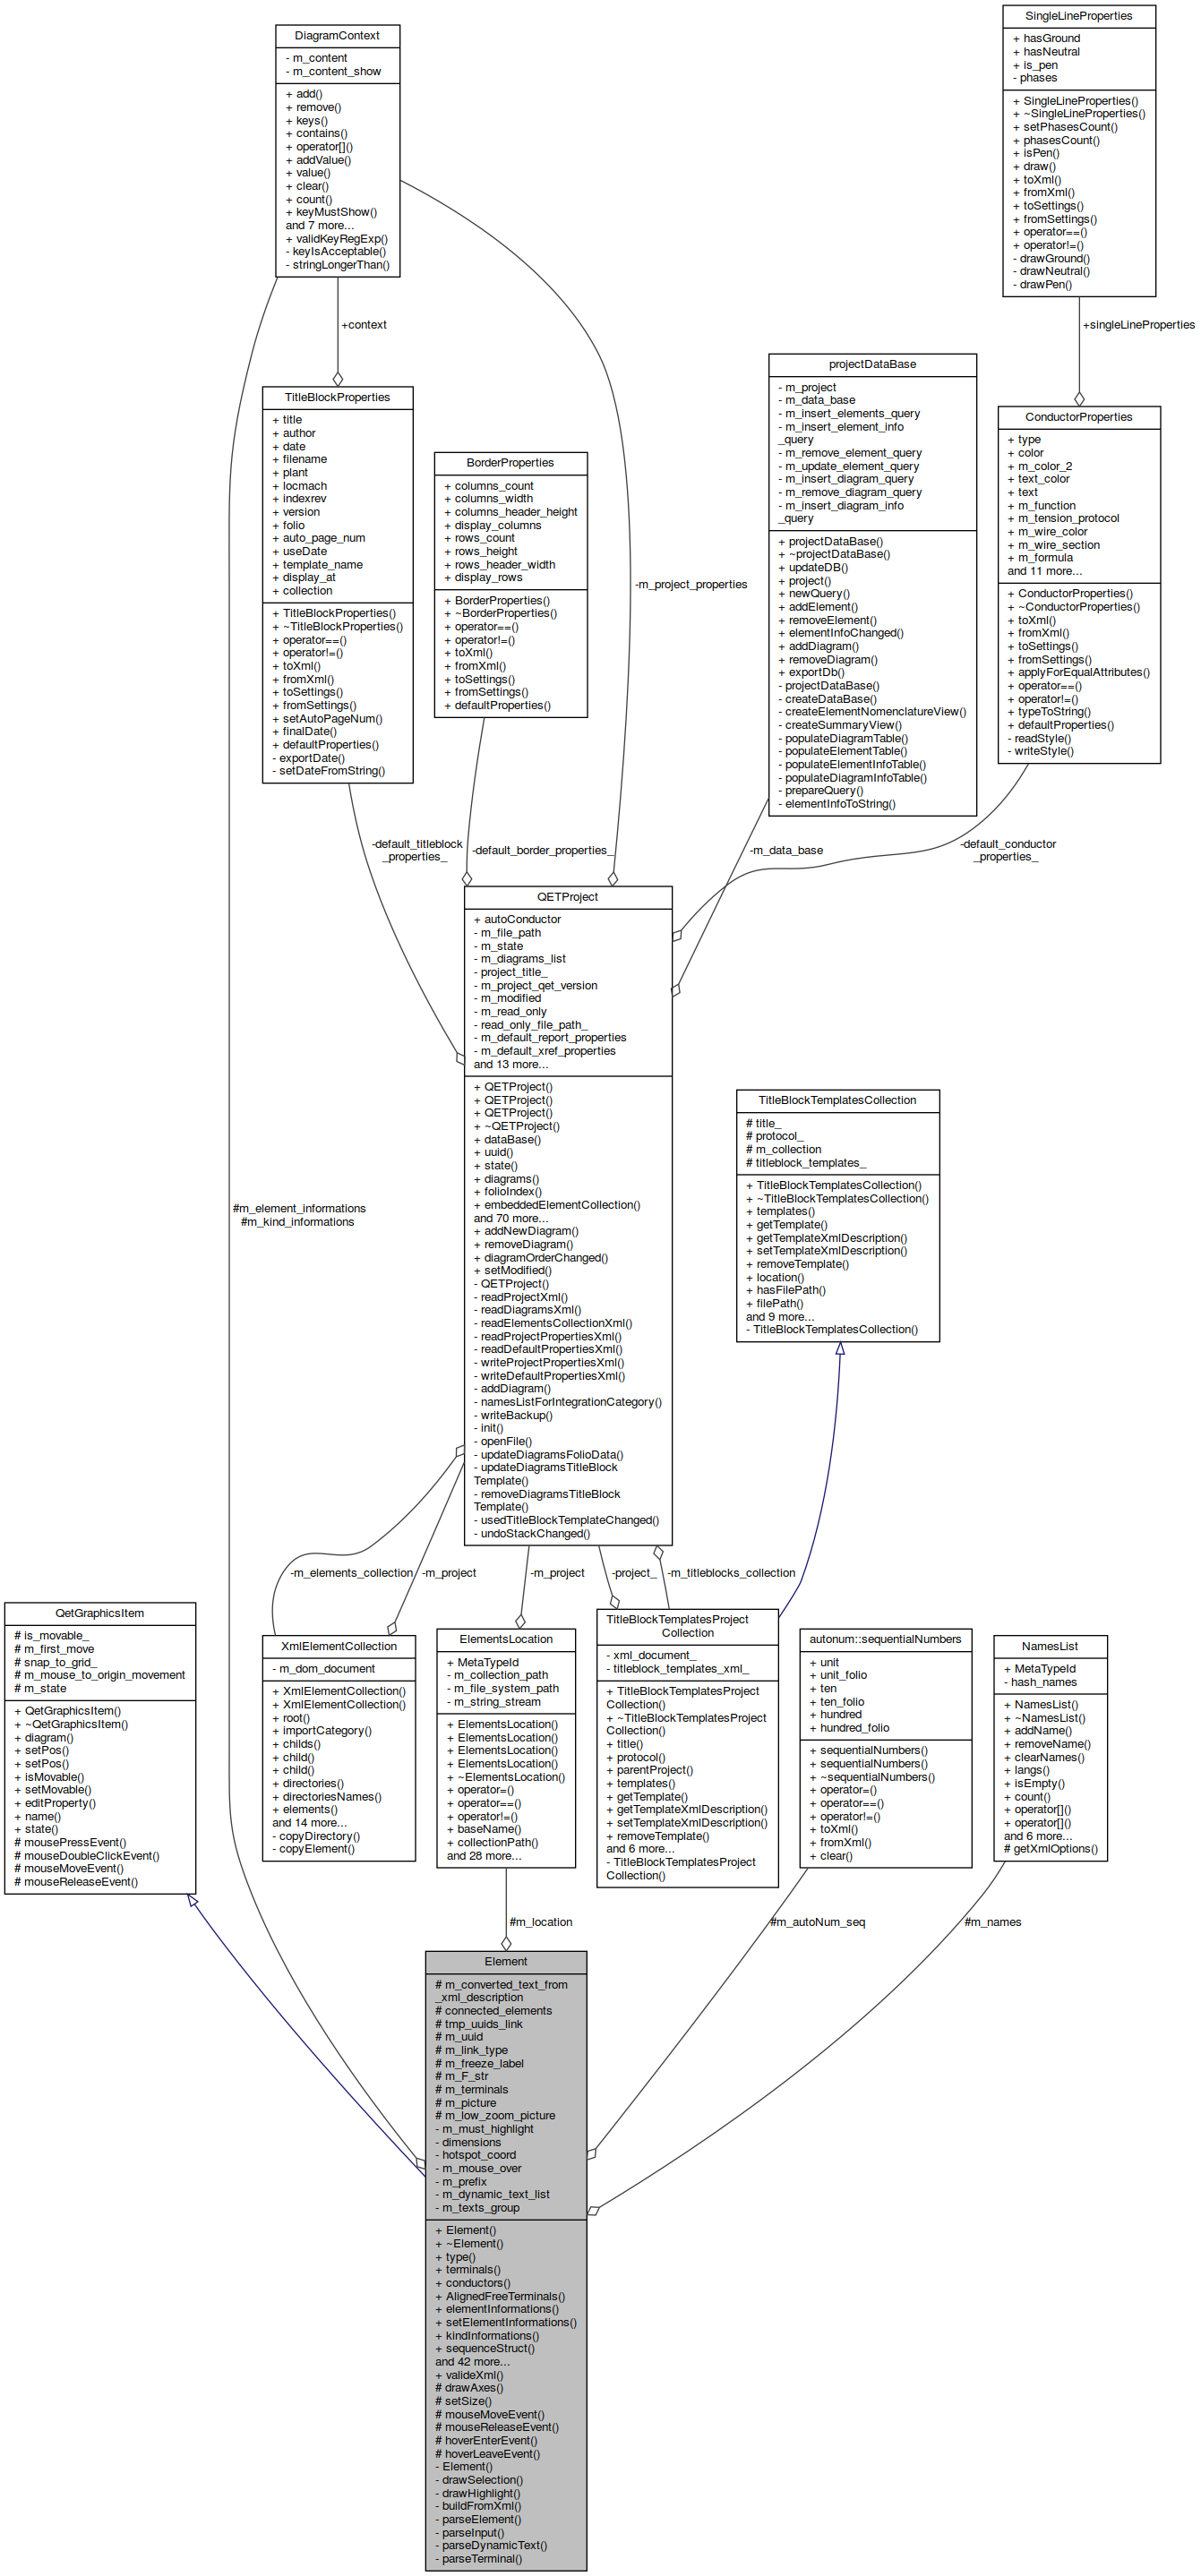 SingleLineProperties
+ hasGround
+ hasNeutral
+ is_pen
- phases
+ SingleLineProperties()
+ ~SingleLineProperties()
+ setPhasesCount()
+ phasesCount()
+ isPen()
+ draw()
+ toXml()
+ fromXml()
+ toSettings()
+ fromSettings()
+ operator==()
+ operator!=()
- drawGround()
- drawNeutral()
- drawPen()
DiagramContext
- m_content
- m_content_show
+ add()
+ remove()
+ keys()
+ contains()
+ operator[]()
+ addValue()
+ value()
+ clear()
+ count()
+ keyMustShow()
and 7 more...
+ validKeyRegExp()
- keyIsAcceptable()
- stringLongerThan()
+context
+singleLineProperties
TitleBlockProperties
+ title
+ author
+ date
+ filename
+ plant
+ locmach
+ indexrev
+ version
+ folio
+ auto_page_num
+ useDate
+ template_name
+ display_at
+ collection
+ TitleBlockProperties()
+ ~TitleBlockProperties()
+ operator==()
+ operator!=()
+ toXml()
+ fromXml()
+ toSettings()
+ fromSettings()
+ setAutoPageNum()
+ finalDate()
+ defaultProperties()
- exportDate()
- setDateFromString()
BorderProperties
+ columns_count
+ columns_width
+ columns_header_height
+ display_columns
+ rows_count
+ rows_height
+ rows_header_width
+ display_rows
+ BorderProperties()
+ ~BorderProperties()
+ operator==()
+ operator!=()
+ toXml()
+ fromXml()
+ toSettings()
+ fromSettings()
+ defaultProperties()
-m_project_properties
projectDataBase
- m_project
- m_data_base
- m_insert_elements_query
- m_insert_element_info
_query
- m_remove_element_query
- m_update_element_query
- m_insert_diagram_query
- m_remove_diagram_query
- m_insert_diagram_info
_query
+ projectDataBase()
+ ~projectDataBase()
+ updateDB()
+ project()
+ newQuery()
+ addElement()
+ removeElement()
+ elementInfoChanged()
+ addDiagram()
+ removeDiagram()
+ exportDb()
- projectDataBase()
- createDataBase()
- createElementNomenclatureView()
- createSummaryView()
- populateDiagramTable()
- populateElementTable()
- populateElementInfoTable()
- populateDiagramInfoTable()
- prepareQuery()
- elementInfoToString()
ConductorProperties
+ type
+ color
+ m_color_2
+ text_color
+ text
+ m_function
+ m_tension_protocol
+ m_wire_color
+ m_wire_section
+ m_formula
and 11 more...
+ ConductorProperties()
+ ~ConductorProperties()
+ toXml()
+ fromXml()
+ toSettings()
+ fromSettings()
+ applyForEqualAttributes()
+ operator==()
+ operator!=()
+ typeToString()
+ defaultProperties()
- readStyle()
- writeStyle()
-default_titleblock
_properties_
-default_border_properties_
-m_data_base
-default_conductor
_properties_
QETProject
+ autoConductor
- m_file_path
- m_state
- m_diagrams_list
- project_title_
- m_project_qet_version
- m_modified
- m_read_only
- read_only_file_path_
- m_default_report_properties
- m_default_xref_properties
and 13 more...
+ QETProject()
+ QETProject()
+ QETProject()
+ ~QETProject()
+ dataBase()
+ uuid()
+ state()
+ diagrams()
+ folioIndex()
+ embeddedElementCollection()
and 70 more...
+ addNewDiagram()
+ removeDiagram()
+ diagramOrderChanged()
+ setModified()
- QETProject()
- readProjectXml()
- readDiagramsXml()
- readElementsCollectionXml()
- readProjectPropertiesXml()
- readDefaultPropertiesXml()
- writeProjectPropertiesXml()
- writeDefaultPropertiesXml()
- addDiagram()
- namesListForIntegrationCategory()
- writeBackup()
- init()
- openFile()
- updateDiagramsFolioData()
- updateDiagramsTitleBlock
Template()
- removeDiagramsTitleBlock
Template()
- usedTitleBlockTemplateChanged()
- undoStackChanged()
TitleBlockTemplatesCollection
# title_
# protocol_
# m_collection
# titleblock_templates_
+ TitleBlockTemplatesCollection()
+ ~TitleBlockTemplatesCollection()
+ templates()
+ getTemplate()
+ getTemplateXmlDescription()
+ setTemplateXmlDescription()
+ removeTemplate()
+ location()
+ hasFilePath()
+ filePath()
and 9 more...
- TitleBlockTemplatesCollection()
#m_element_informations
#m_kind_informations
-m_elements_collection
-m_project
-m_project
-project_
-m_titleblocks_collection
QetGraphicsItem
# is_movable_
# m_first_move
# snap_to_grid_
# m_mouse_to_origin_movement
# m_state
+ QetGraphicsItem()
+ ~QetGraphicsItem()
+ diagram()
+ setPos()
+ setPos()
+ isMovable()
+ setMovable()
+ editProperty()
+ name()
+ state()
# mousePressEvent()
# mouseDoubleClickEvent()
# mouseMoveEvent()
# mouseReleaseEvent()
XmlElementCollection
- m_dom_document
+ XmlElementCollection()
+ XmlElementCollection()
+ root()
+ importCategory()
+ childs()
+ child()
+ child()
+ directories()
+ directoriesNames()
+ elements()
and 14 more...
- copyDirectory()
- copyElement()
ElementsLocation
+ MetaTypeId
- m_collection_path
- m_file_system_path
- m_string_stream
+ ElementsLocation()
+ ElementsLocation()
+ ElementsLocation()
+ ElementsLocation()
+ ~ElementsLocation()
+ operator=()
+ operator==()
+ operator!=()
+ baseName()
+ collectionPath()
and 28 more...
TitleBlockTemplatesProject
Collection
- xml_document_
- titleblock_templates_xml_
+ TitleBlockTemplatesProject
Collection()
+ ~TitleBlockTemplatesProject
Collection()
+ title()
+ protocol()
+ parentProject()
+ templates()
+ getTemplate()
+ getTemplateXmlDescription()
+ setTemplateXmlDescription()
+ removeTemplate()
and 6 more...
- TitleBlockTemplatesProject
Collection()
autonum::sequentialNumbers
+ unit
+ unit_folio
+ ten
+ ten_folio
+ hundred
+ hundred_folio
+ sequentialNumbers()
+ sequentialNumbers()
+ ~sequentialNumbers()
+ operator=()
+ operator==()
+ operator!=()
+ toXml()
+ fromXml()
+ clear()
NamesList
+ MetaTypeId
- hash_names
+ NamesList()
+ ~NamesList()
+ addName()
+ removeName()
+ clearNames()
+ langs()
+ isEmpty()
+ count()
+ operator[]()
+ operator[]()
and 6 more...
# getXmlOptions()
#m_location
#m_autoNum_seq
#m_names
Element
# m_converted_text_from
_xml_description
# connected_elements
# tmp_uuids_link
# m_uuid
# m_link_type
# m_freeze_label
# m_F_str
# m_terminals
# m_picture
# m_low_zoom_picture
- m_must_highlight
- dimensions
- hotspot_coord
- m_mouse_over
- m_prefix
- m_dynamic_text_list
- m_texts_group
+ Element()
+ ~Element()
+ type()
+ terminals()
+ conductors()
+ AlignedFreeTerminals()
+ elementInformations()
+ setElementInformations()
+ kindInformations()
+ sequenceStruct()
and 42 more...
+ valideXml()
# drawAxes()
# setSize()
# mouseMoveEvent()
# mouseReleaseEvent()
# hoverEnterEvent()
# hoverLeaveEvent()
- Element()
- drawSelection()
- drawHighlight()
- buildFromXml()
- parseElement()
- parseInput()
- parseDynamicText()
- parseTerminal()